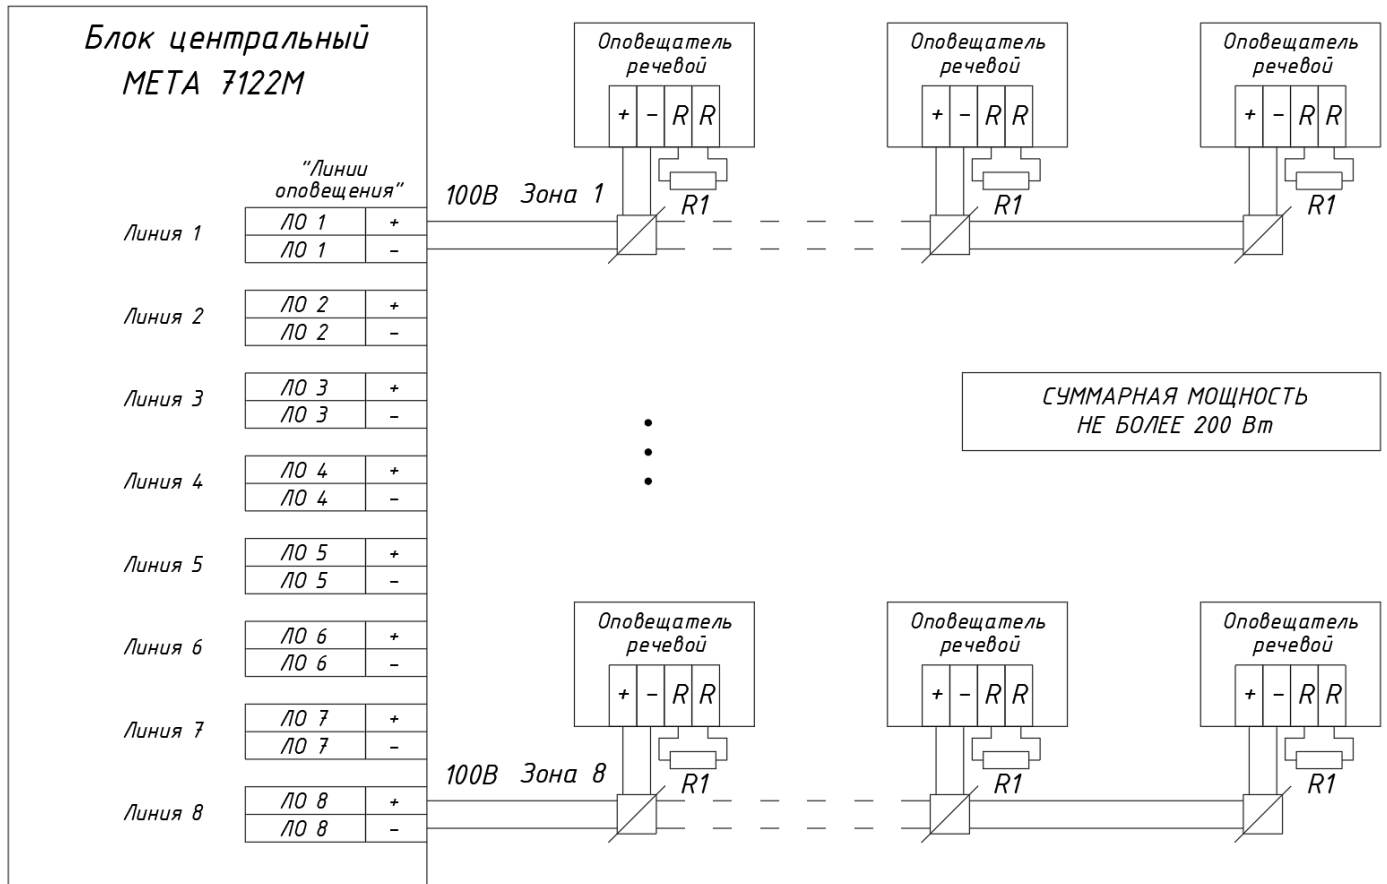 Блок центральный
МЕТА 7122М
"Линии
оповещения"
Линия 1
ЛО 1 +
ЛО 1 -
Линия 2
ЛО 2 +
ЛО 2 -
Линия 3
ЛО 3 +
ЛО 3 -
Линия 4
ЛО 4 +
ЛО 4 -
Линия 5
ЛО 5 +
ЛО 5 -
Линия 6
ЛО 6 +
ЛО 6 -
Линия 7
ЛО 7 +
ЛО 7 -
Линия 8
ЛО 8 +
ЛО 8 -
100В Зона 1
Оповещатель
речевой
+ - R R
R1
Оповещатель
речевой
+ - R R
R1
Оповещатель
речевой
+ - R R
R1
СУММАРНАЯ МОЩНОСТЬ
НЕ БОЛЕЕ 200 Вт
100В Зона 8
Оповещатель
речевой
+ - R R
R1
Оповещатель
речевой
+ - R R
R1
Оповещатель
речевой
+ - R R
R1